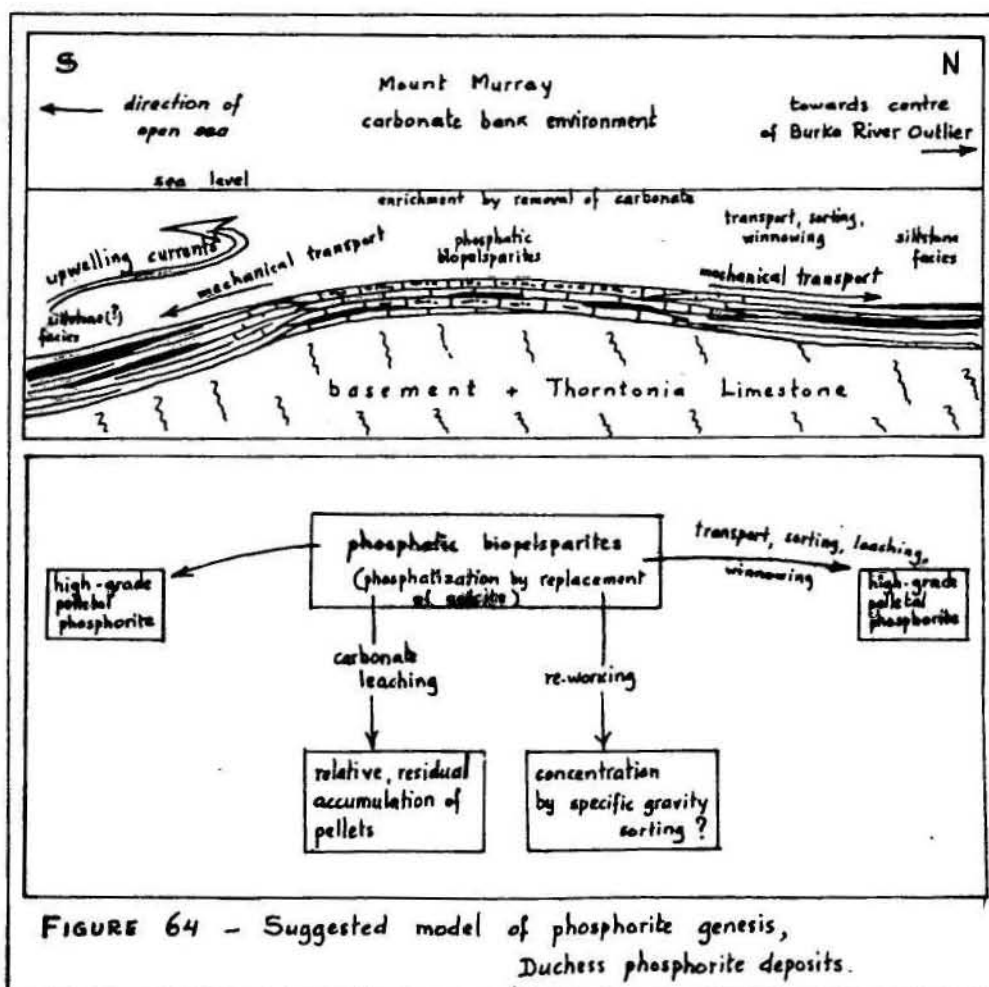 S
N
direction of
open sea
Mount Murray
carbonate bank environment
towards centre
of Burke River Outlier
sea level
enrichment by removal of carbonate
upwelling currents
mechanical transport
phosphatic
biopelsparites
transport, sorting,
winnowing
mechanical transport
siltstone
facies
siltstone(?)
facies
basement + Thorntonia Limestone
phosphatic biopelsparites
(phosphatization by replacement
of calcite)
transport, sorting, leaching,
winnowing
high-grade
pelletal
phosphorite
high-grade
pelletal
phosphorite
carbonate
leaching
re-working
relative, residual
accumulation of
pellets
concentration
by specific gravity
sorting ?
FIGURE 64 - Suggested model of phosphorite genesis,
Duchess phosphorite deposits.